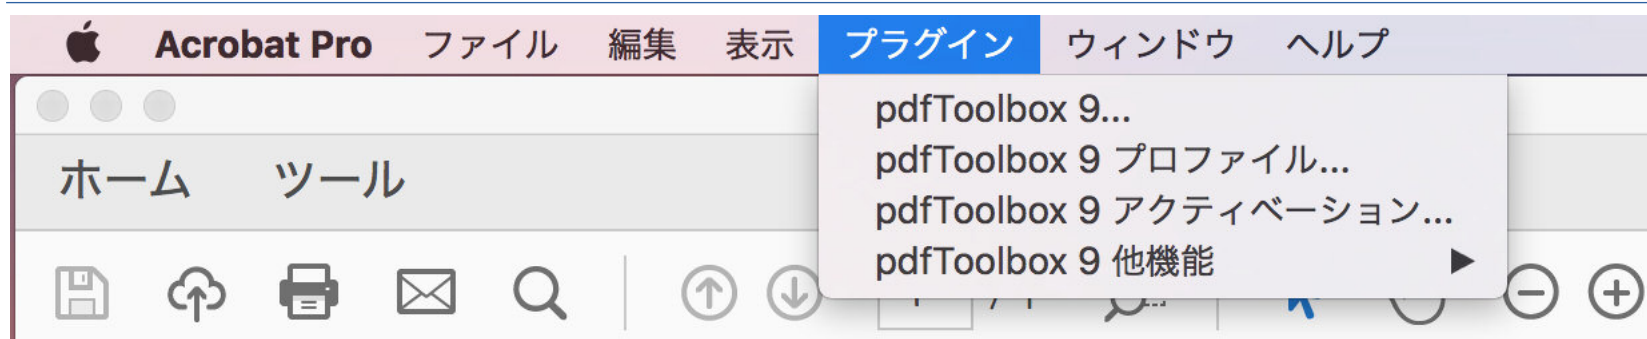 Acrobat Pro ファイル 編集 表示 プラグイン ウィンドウ ヘルプ
pdfToolbox 9...
pdfToolbox 9 プロファイル...
pdfToolbox 9 アクティベーション...
pdfToolbox 9 他機能
ホーム ツール